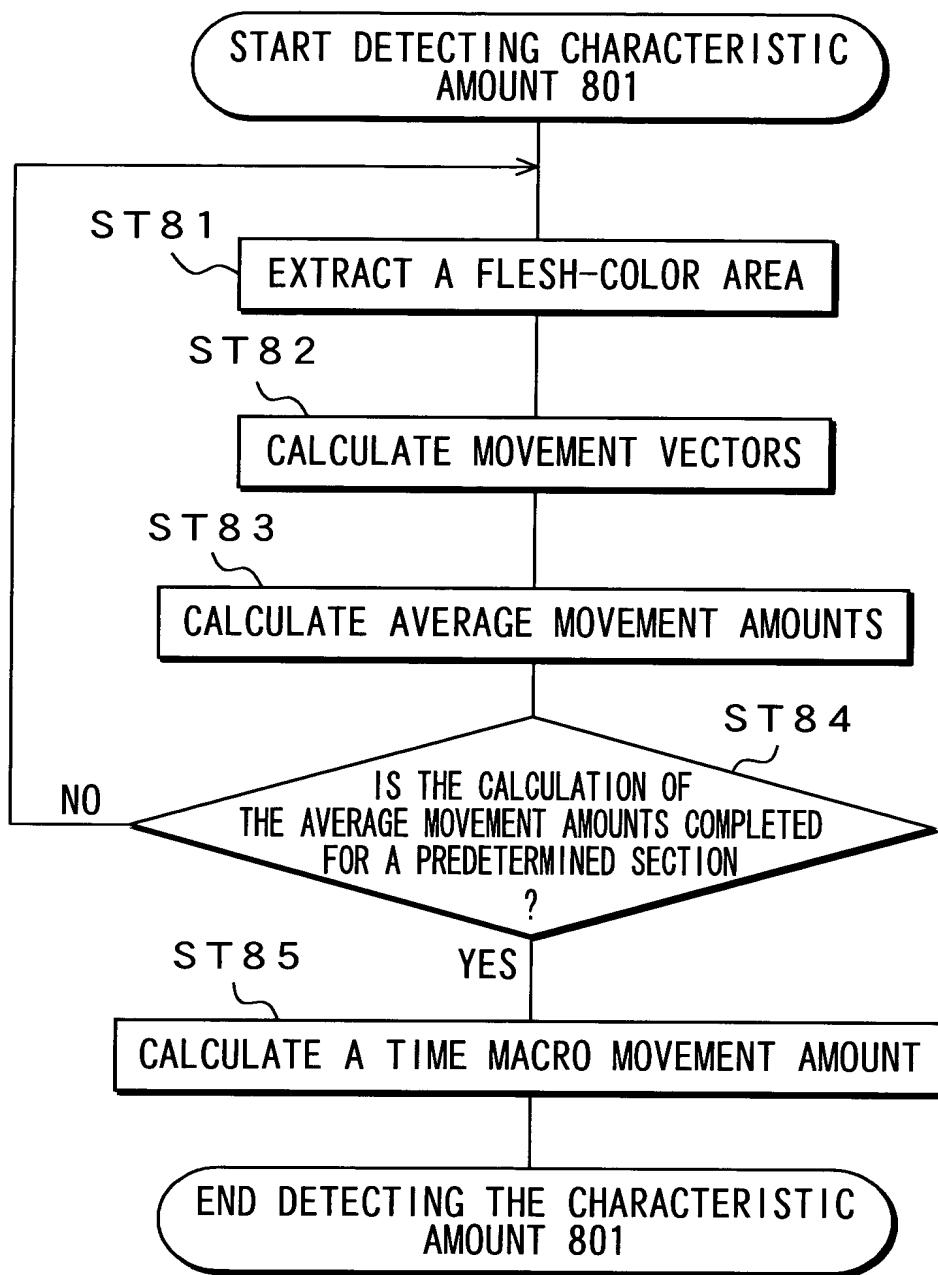 START DETECTING CHARACTERISTIC
AMOUNT 801
ST81
EXTRACT A FLESH-COLOR AREA
ST82
CALCULATE MOVEMENT VECTORS
ST83
CALCULATE AVERAGE MOVEMENT AMOUNTS
ST84
IS THE CALCULATION OF
THE AVERAGE MOVEMENT AMOUNTS COMPLETED
FOR A PREDETERMINED SECTION
?
NO
YES
ST85
CALCULATE A TIME MACRO MOVEMENT AMOUNT
END DETECTING THE CHARACTERISTIC
AMOUNT 801